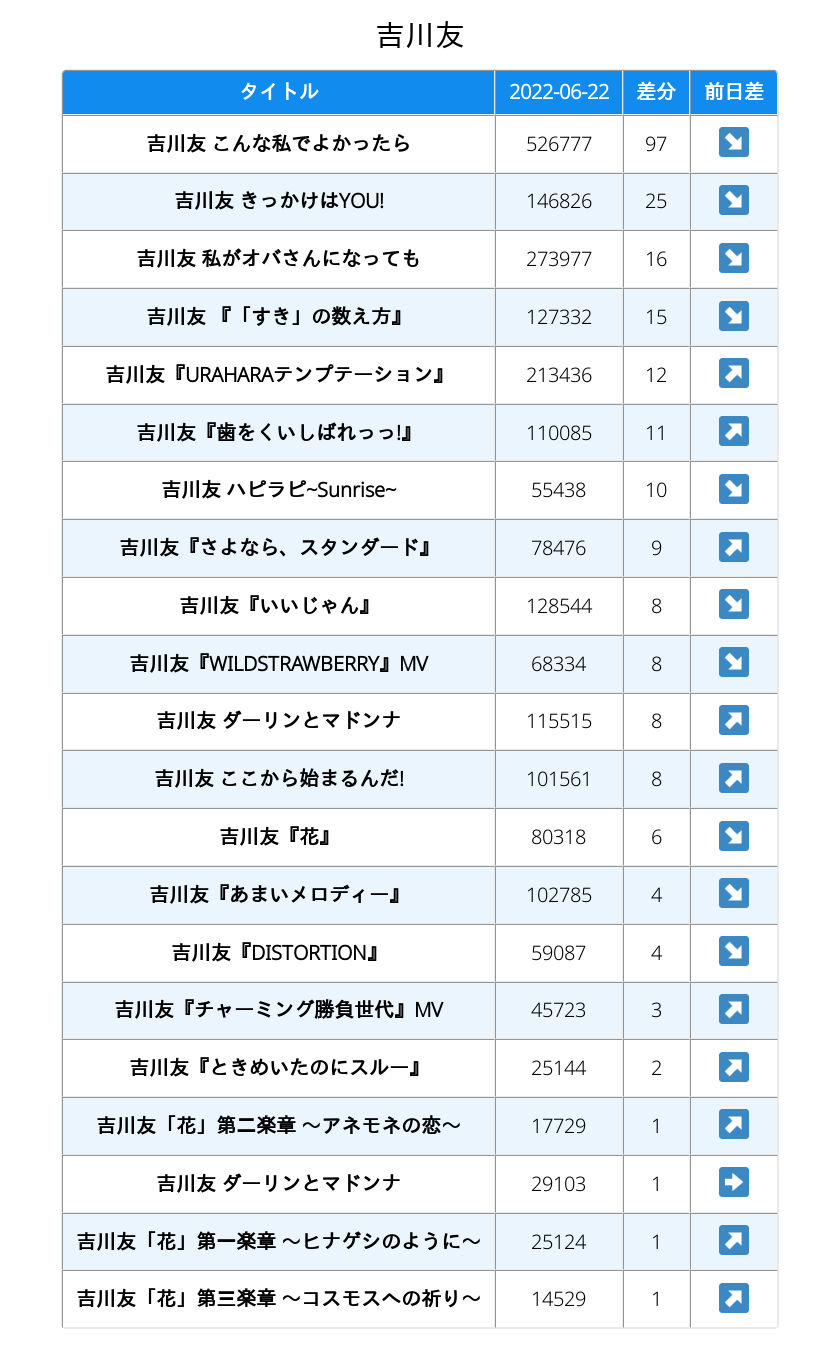 吉川友
タイトル 2022-06-22 差分 前日差
吉川友 こんな私でよかったら 526777 97 ↘
吉川友 きっかけはYOU! 146826 25 ↘
吉川友 私がオバさんになっても 273977 16 ↘
吉川友 『「すき」の数え方』 127332 15 ↘
吉川友『URAHARAテンプテーション』 213436 12 ↗
吉川友『歯をくいしばれっっ!』 110085 11 ↗
吉川友 ハピラピ~Sunrise~ 55438 10 ↘
吉川友『さよなら、スタンダード』 78476 9 ↗
吉川友『いいじゃん』 128544 8 ↘
吉川友『WILDSTRAWBERRY』MV 68334 8 ↘
吉川友 ダーリンとマドンナ 115515 8 ↗
吉川友 ここから始まるんだ! 101561 8 ↗
吉川友『花』 80318 6 ↘
吉川友『あまいメロディー』 102785 4 ↘
吉川友『DISTORTION』 59087 4 ↘
吉川友『チャーミング勝負世代』MV 45723 3 ↗
吉川友『ときめいたのにスルー』 25144 2 ↗
吉川友「花」第二楽章 〜アネモネの恋〜 17729 1 ↗
吉川友 ダーリンとマドンナ 29103 1 →
吉川友「花」第一楽章 〜ヒナゲシのように〜 25124 1 ↗
吉川友「花」第三楽章 〜コスモスへの祈り〜 14529 1 ↗